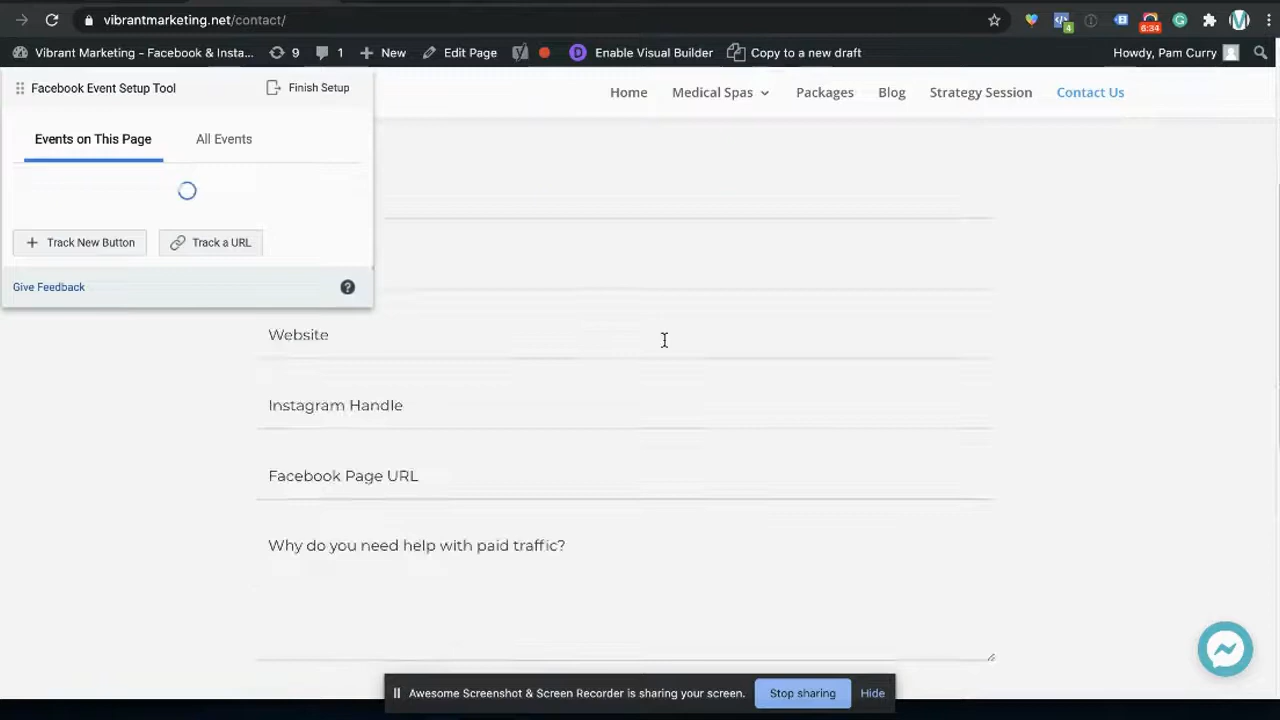 vibrantmarketing.net/contact/
4
6:34
Vibrant Marketing – Facebook & Insta... 9 1 New Edit Page Enable Visual Builder Copy to a new draft Howdy, Pam Curry
Facebook Event Setup Tool Finish Setup
Home Medical Spas Packages Blog Strategy Session Contact Us
Events on This Page All Events
Track New Button Track a URL
Give Feedback ?
Website
Instagram Handle
Facebook Page URL
Why do you need help with paid traffic?
Awesome Screenshot & Screen Recorder is sharing your screen. Stop sharing Hide